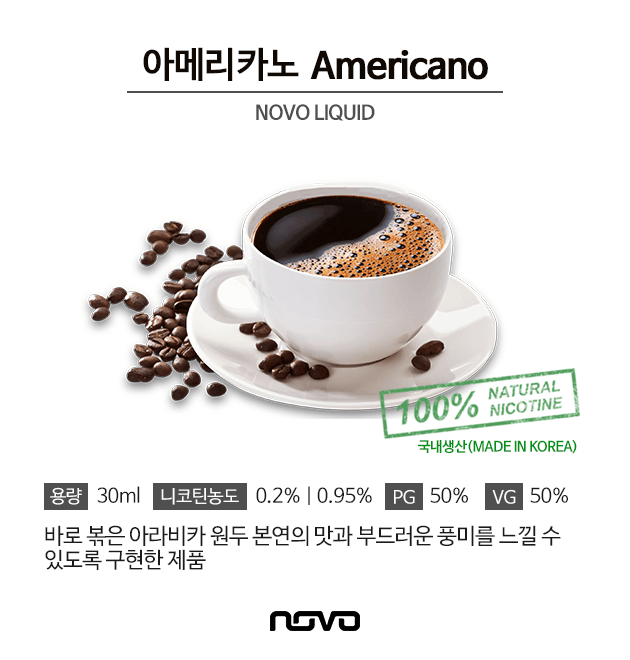 아메리카노 Americano
NOVO LIQUID
100% NATURAL NICOTINE
국내생산(MADE IN KOREA)
용량 30ml 니코틴농도 0.2% | 0.95% PG 50% VG 50%
바로 볶은 아라비카 원두 본연의 맛과 부드러운 풍미를 느낄 수
있도록 구현한 제품
novo